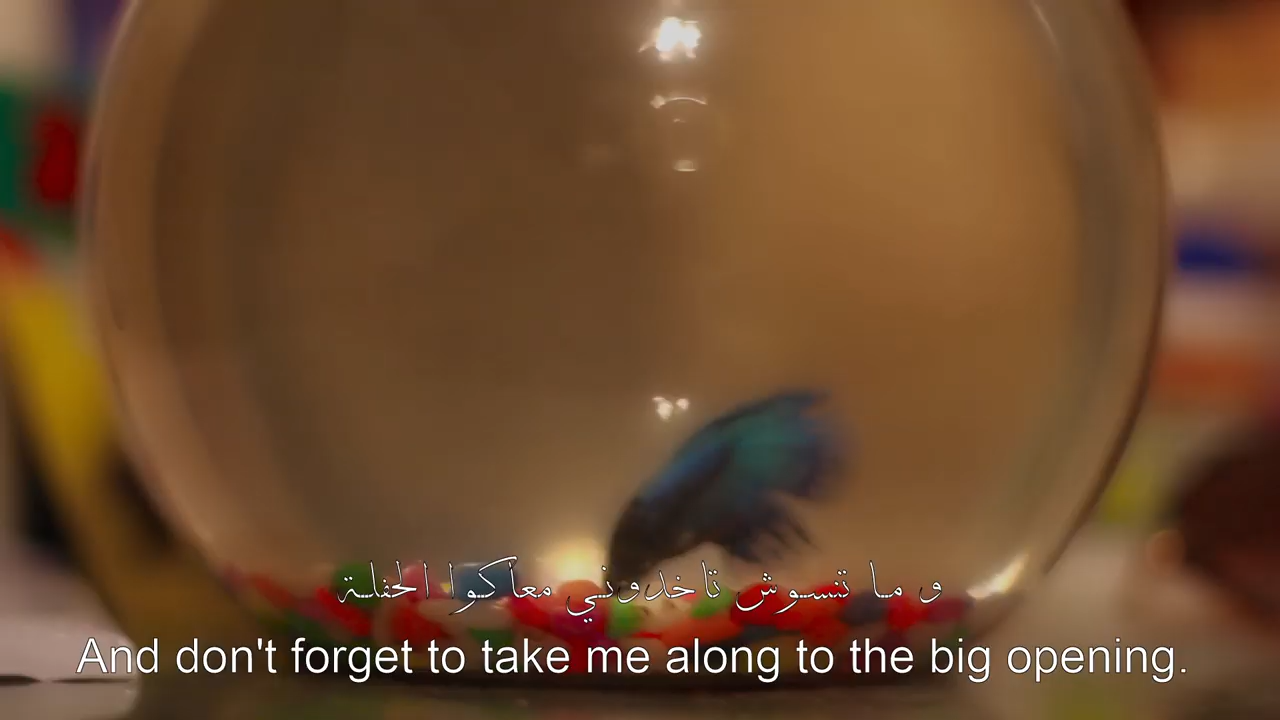 و ما تنسوش تاخدوني معاكوا الحفلة
And don't forget to take me along to the big opening.